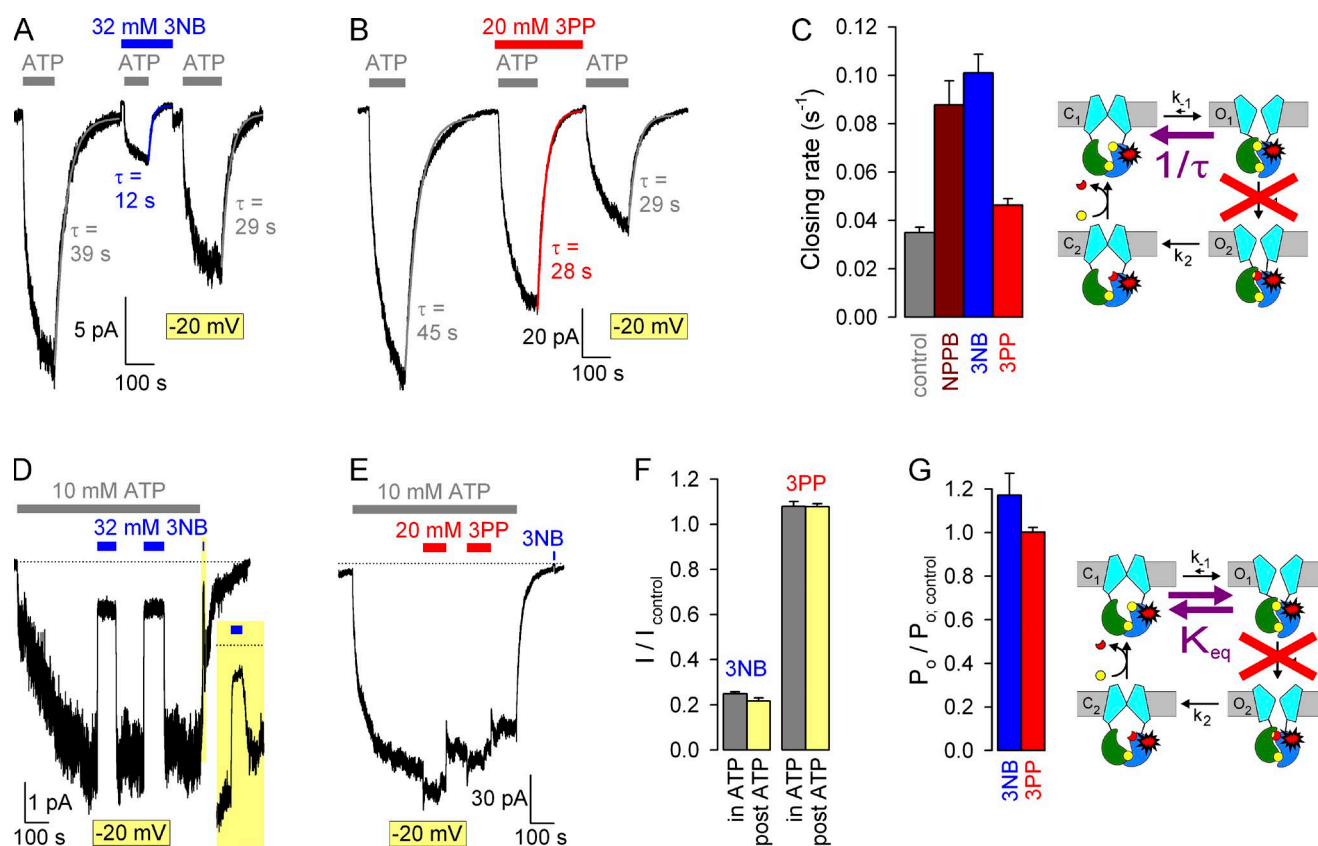 A
32 mM 3NB
ATP
ATP
ATP
τ =
39 s
τ =
12 s
τ =
29 s
5 pA
100 s
-20 mV
B
20 mM 3PP
ATP
ATP
ATP
τ =
45 s
τ =
28 s
τ =
29 s
20 pA
100 s
-20 mV
C
Closing rate (s⁻¹)
0.10
0.08
0.06
0.04
0.02
0.00
control
NPPB
3NB
3PP
C₁
k₋₁
O₁
1/τ
C₂
k₂
O₂
D
10 mM ATP
32 mM 3NB
1 pA
100 s
-20 mV
E
10 mM ATP
20 mM 3PP
3NB
30 pA
100 s
-20 mV
F
I / I control
1.2
1.0
0.8
0.6
0.4
0.2
0.0
3NB
3PP
in ATP
post ATP
in ATP
post ATP
G
Pₒ / Pₒ; control
1.2
1.0
0.8
0.6
0.4
0.2
0.0
3NB
3PP
C₁
k₋₁
O₁
K eq
C₂
k₂
O₂